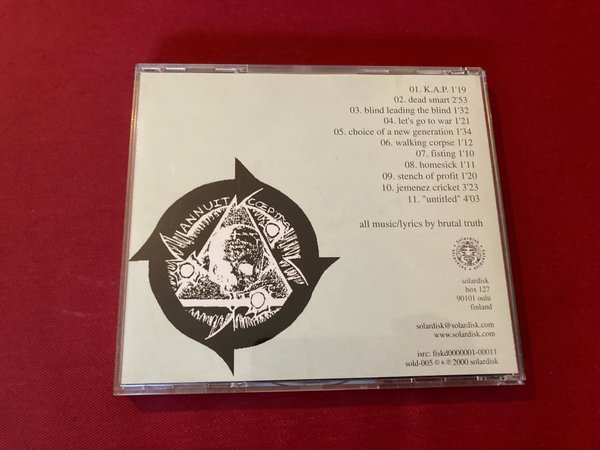 01. K.A.P. 1'19
02. dead smart 2'53
03. blind leading the blind 1'32
04. let's go to war 1'21
05. choice of a new generation 1'34
06. walking corpse 1'12
07. fisting 1'10
08. homesick 1'11
09. stench of profit 1'20
10. jemenez cricket 3'23
11. "untitled" 4'03
all music/lyrics by brutal truth
ANNUIT
solardisk
box 127
90101 oulu
finland
solardisk@solardisk.com
www.solardisk.com
isrc: fiskd0000001-00011
sold-005 © & ℗ 2000 solardisk